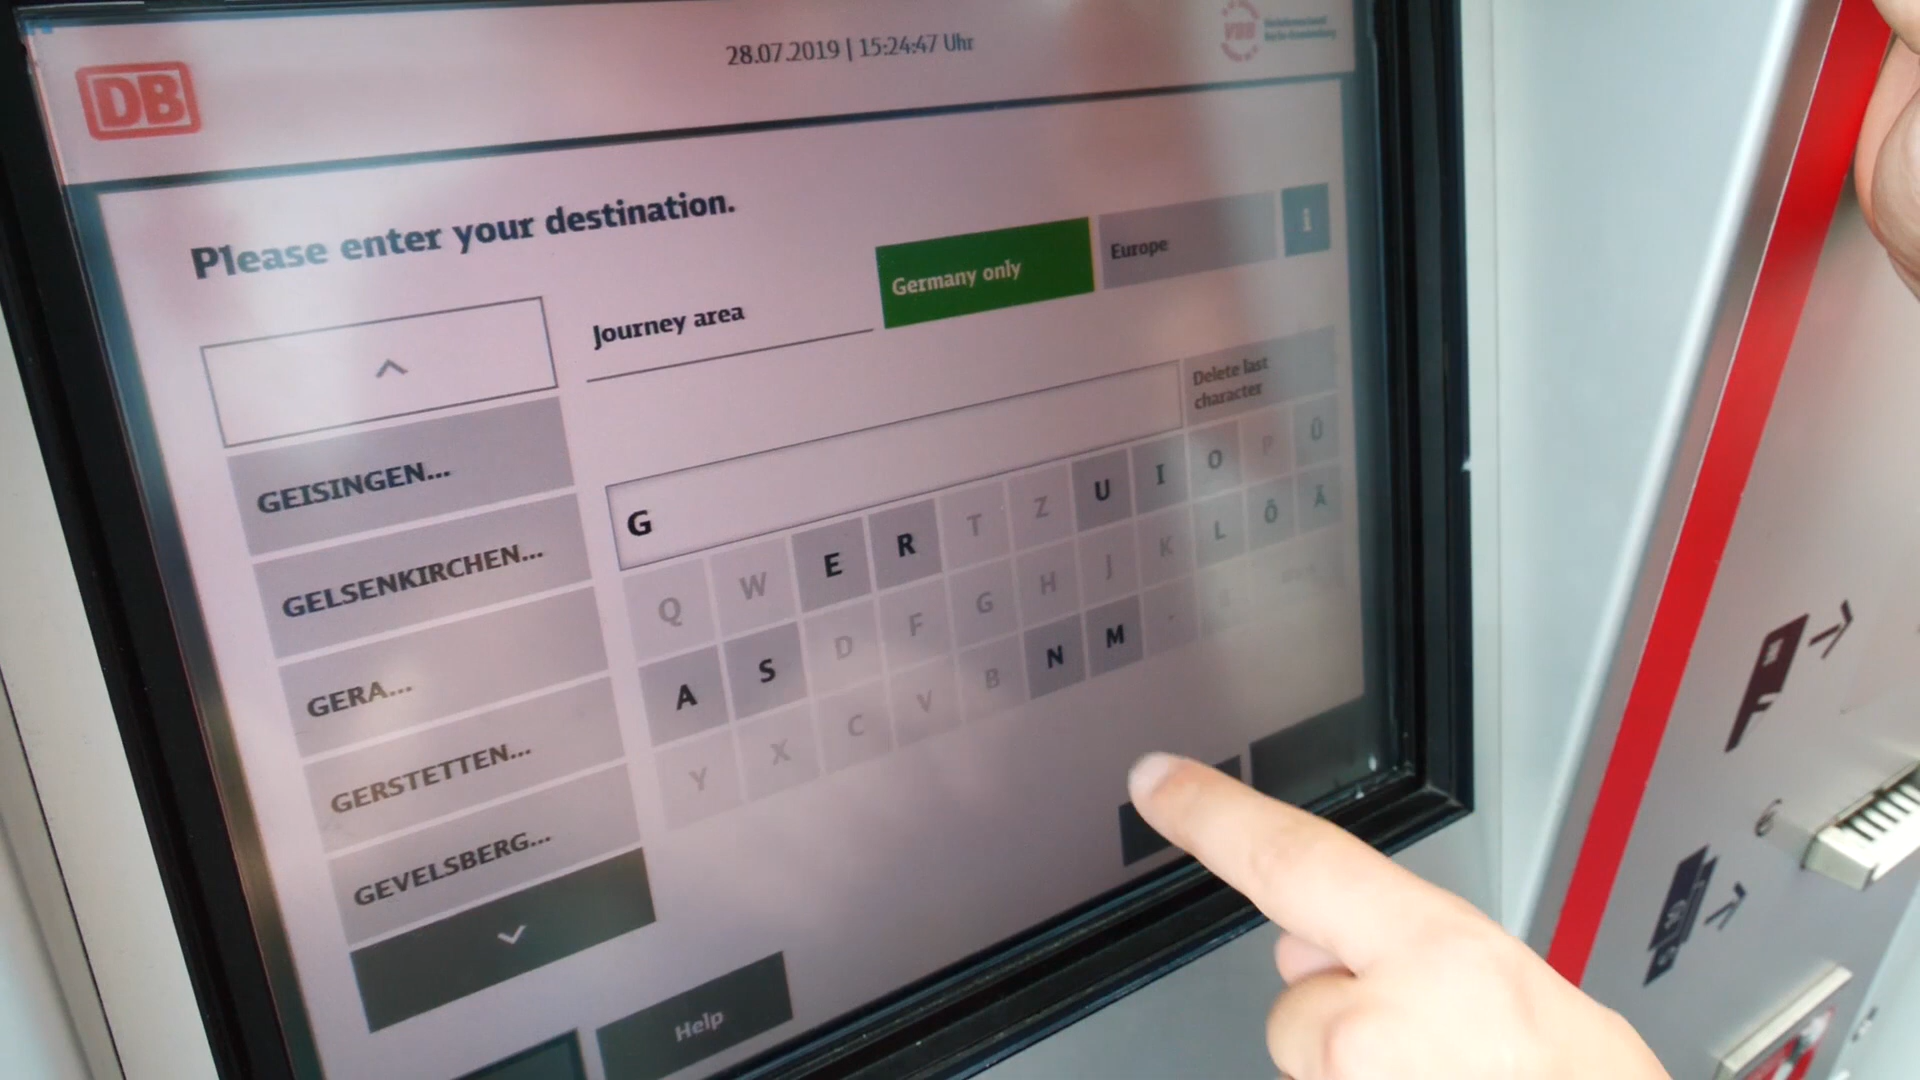 DB
28.07.2019 | 15:24:47 Uhr
VBB
Please enter your destination.
Journey area
Germany only
Europe
i
Delete last
character
G
GEISINGEN...
GELSENKIRCHEN...
GERA...
GERSTETTEN...
GEVELSBERG...
Q W E R T Z U I O P Ü
A S D F G H J K L Ö Ä
Y X C V B N M -
Help